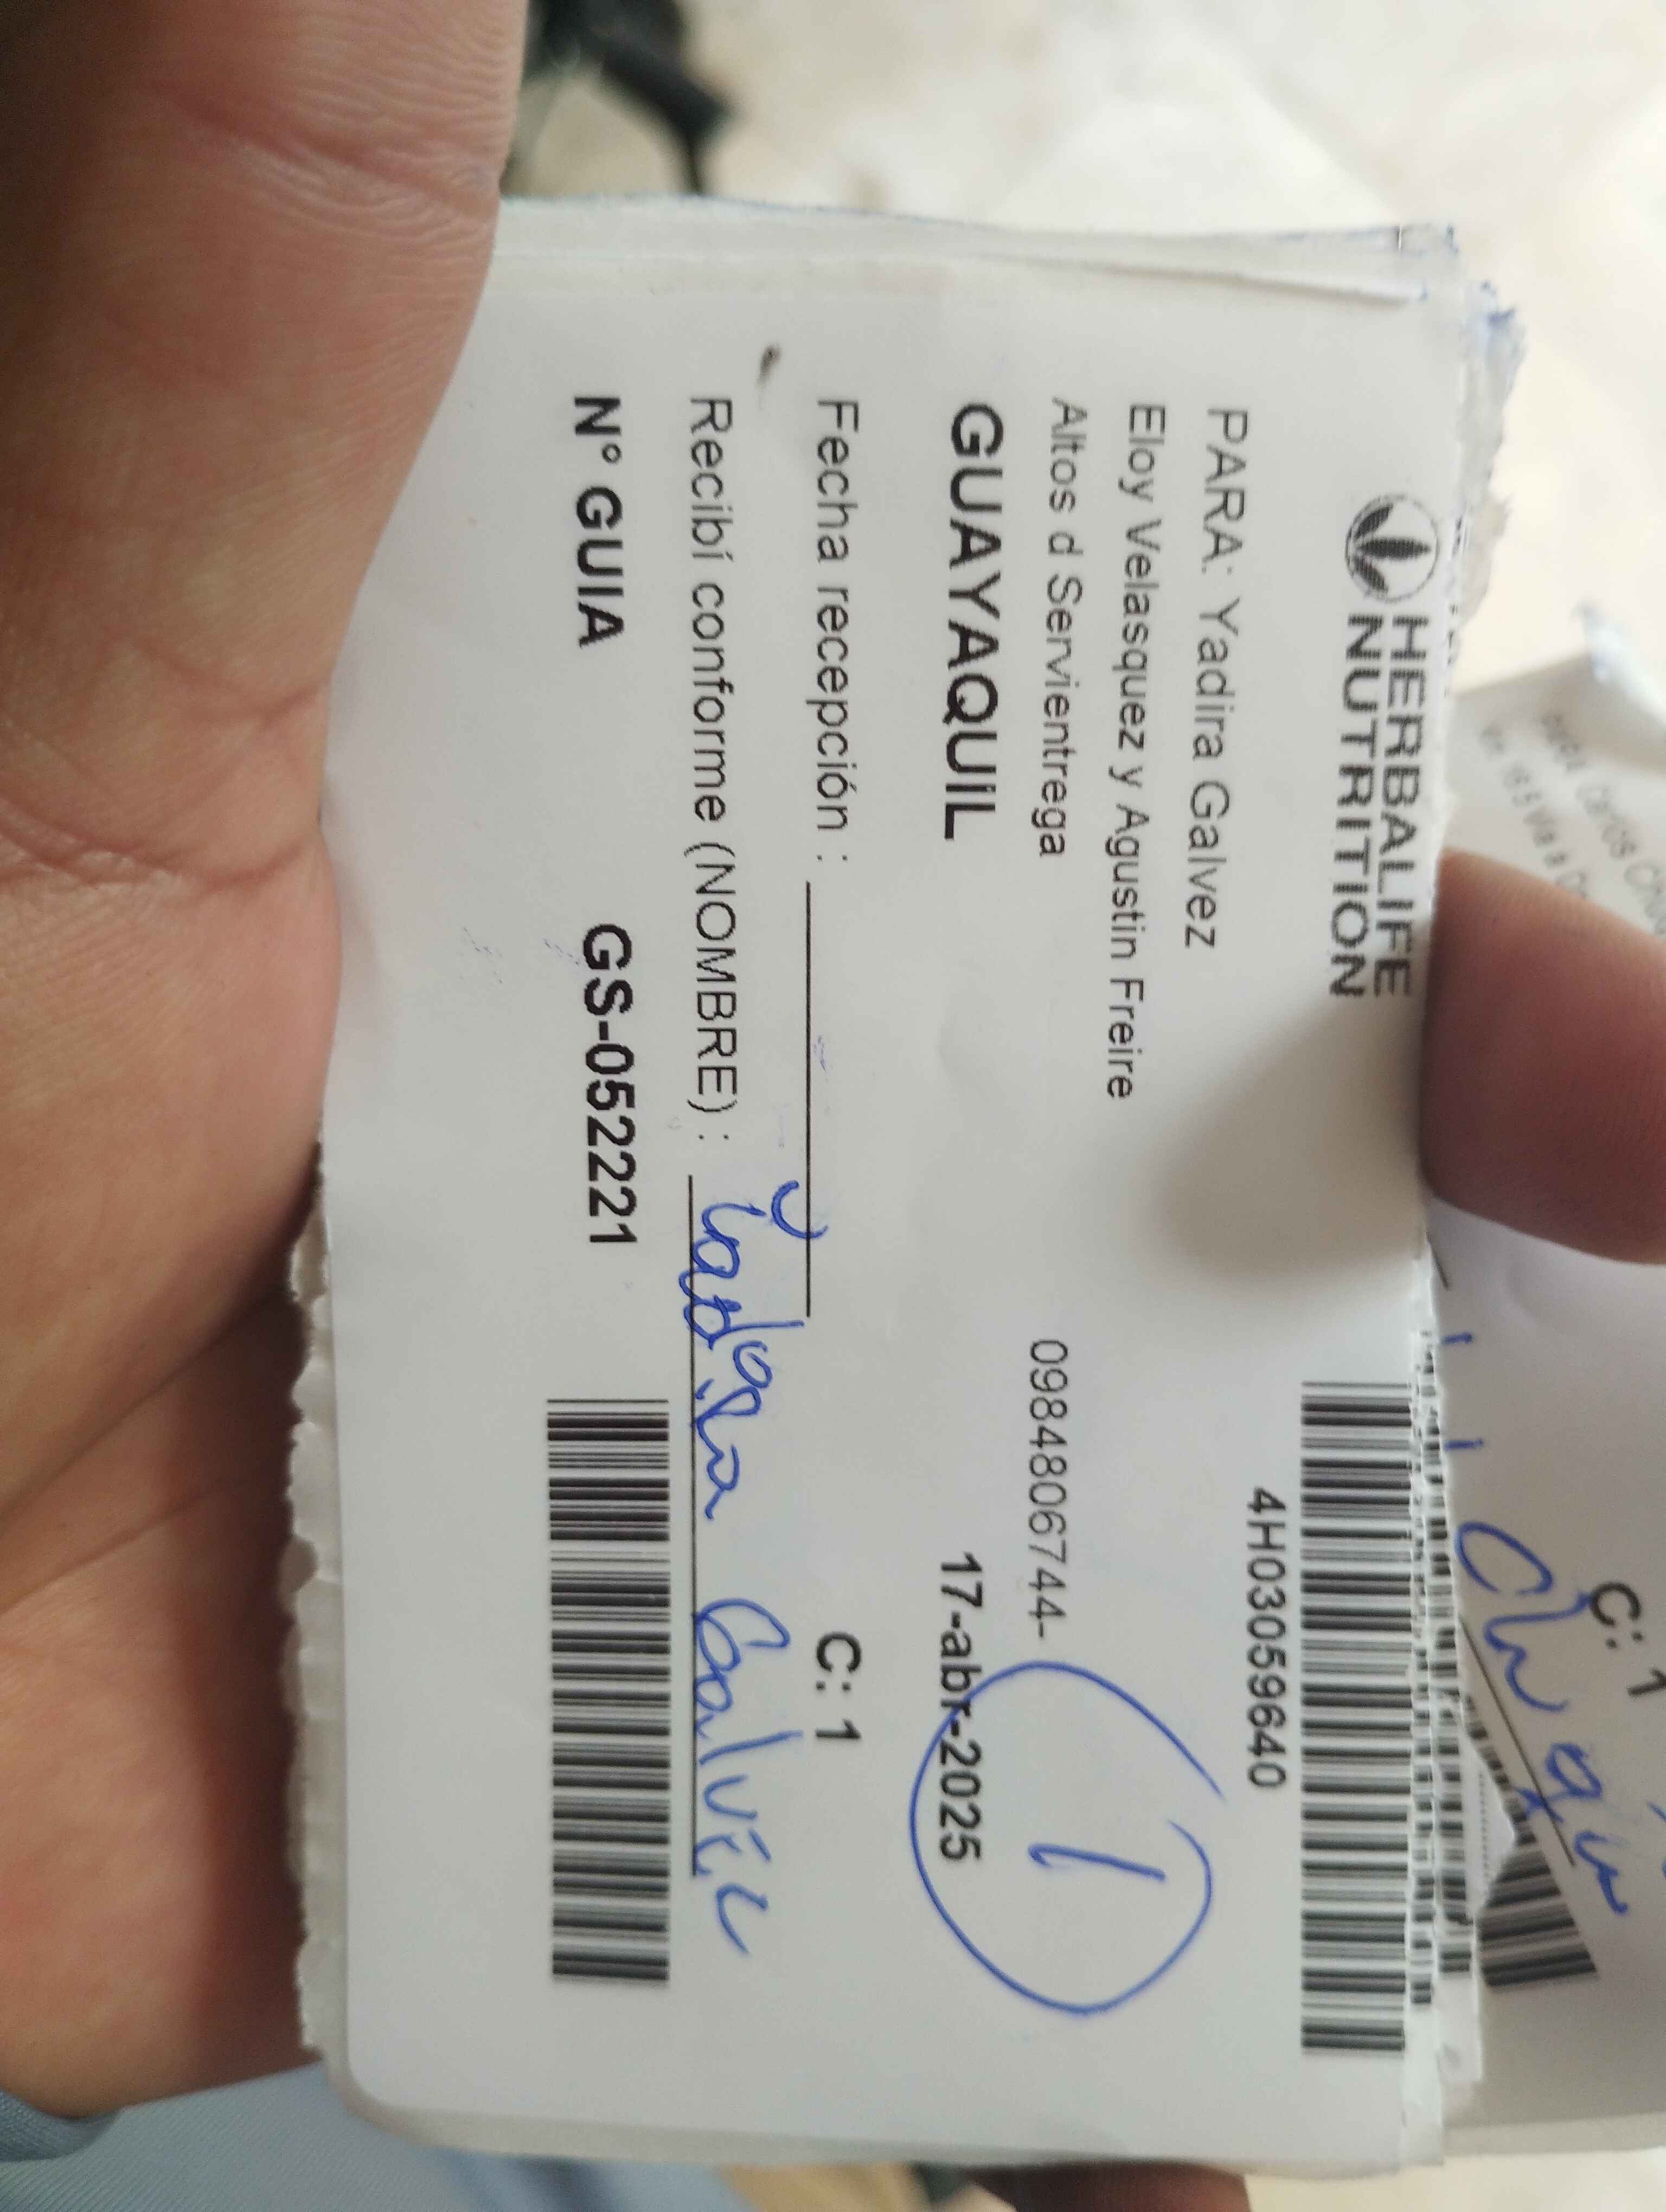 HERBALIFE
NUTRITION
4H03059640
PARA: Yadira Galvez
Eloy Velasquez y Agustin Freire
Altos d Servientrega
0984806744-
1
GUAYAQUIL
17-abr-2025
Fecha recepción :
C: 1
Recibí conforme (NOMBRE) : Yadira Galvez
N° GUIA
GS-052221
C: 1
Carlos